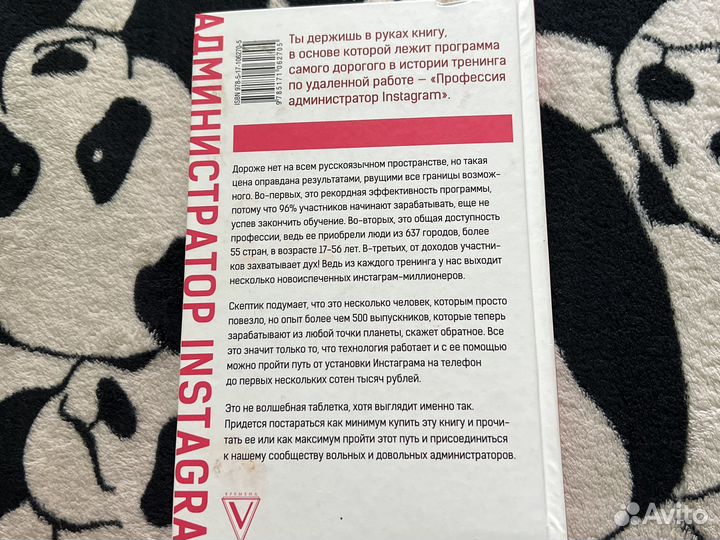 АДМИНИСТРАТОР INSTAGRA
ISBN 978-5-17-106270-5
9785171062705
Ты держишь в руках книгу,
в основе которой лежит программа
самого дорогого в истории тренинга
по удаленной работе – «Профессия
администратор Instagram».
Дороже нет на всем русскоязычном пространстве, но такая
цена оправдана результатами, рвущими все границы возмож-
ного. Во-первых, это рекордная эффективность программы,
потому что 96% участников начинают зарабатывать, еще не
успев закончить обучение. Во-вторых, это общая доступность
профессии, ведь ее приобрели люди из 637 городов, более
55 стран, в возрасте 17–56 лет. В-третьих, от доходов участни-
ков захватывает дух! Ведь из каждого тренинга у нас выходит
несколько новоиспеченных инстаграм-миллионеров.
Скептик подумает, что это несколько человек, которым просто
повезло, но опыт более чем 500 выпускников, которые теперь
зарабатывают из любой точки планеты, скажет обратное. Все
это значит только то, что технология работает и с ее помощью
можно пройти путь от установки Инстаграма на телефон
до первых нескольких сотен тысяч рублей.
Это не волшебная таблетка, хотя выглядит именно так.
Придется постараться как минимум купить эту книгу и прочи-
тать ее или как максимум пройти этот путь и присоединиться
к нашему сообществу вольных и довольных администраторов.
ВРЕМЕНА
V
Avito